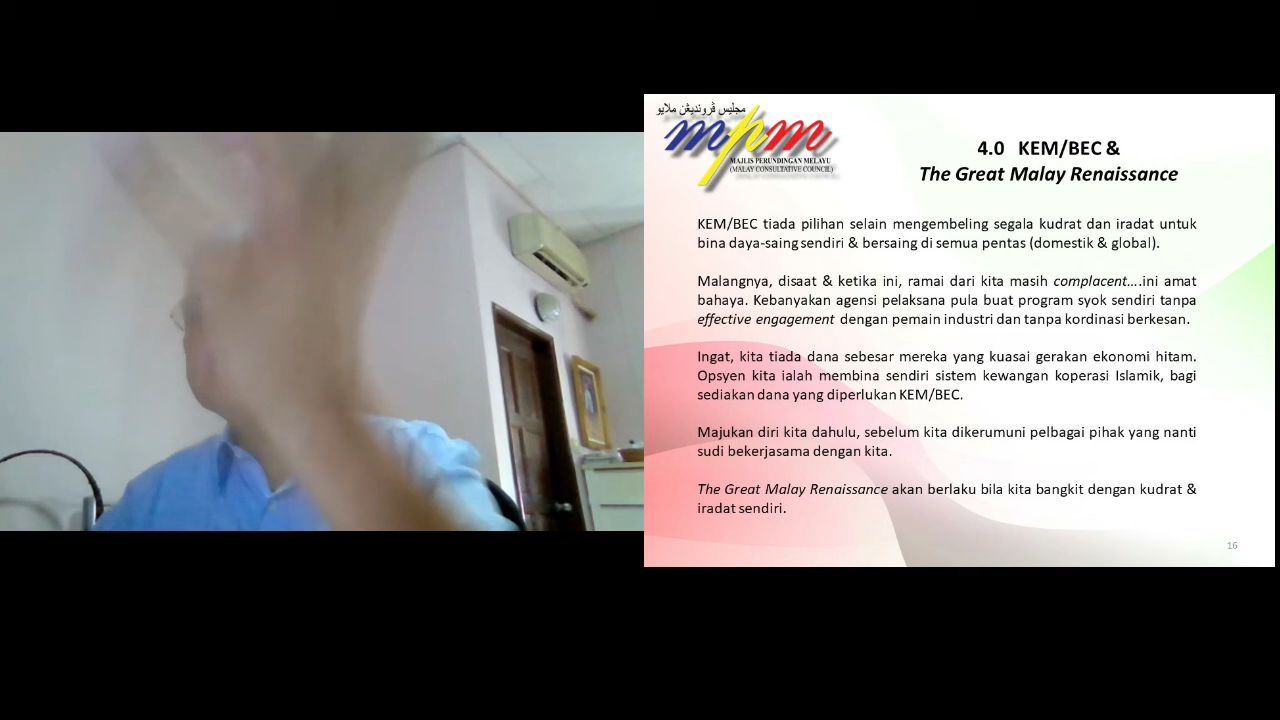 مجليس ڤروندايڠن ملايو
mpm
MAJLIS PERUNDINGAN MELAYU
(MALAY CONSULTATIVE COUNCIL)
4.0 KEM/BEC &
The Great Malay Renaissance
KEM/BEC tiada pilihan selain mengembeling segala kudrat dan iradat untuk
bina daya-saing sendiri & bersaing di semua pentas (domestik & global).
Malangnya, disaat & ketika ini, ramai dari kita masih complacent….ini amat
bahaya. Kebanyakan agensi pelaksana pula buat program syok sendiri tanpa
effective engagement dengan pemain industri dan tanpa kordinasi berkesan.
Ingat, kita tiada dana sebesar mereka yang kuasai gerakan ekonomi hitam.
Opsyen kita ialah membina sendiri sistem kewangan koperasi Islamik, bagi
sediakan dana yang diperlukan KEM/BEC.
Majukan diri kita dahulu, sebelum kita dikerumuni pelbagai pihak yang nanti
sudi bekerjasama dengan kita.
The Great Malay Renaissance akan berlaku bila kita bangkit dengan kudrat &
iradat sendiri.
16